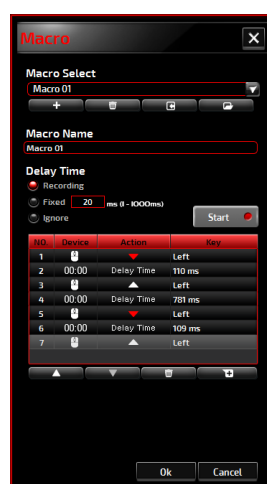 Macro
Macro Select
Macro 01
Macro Name
Macro 01
Delay Time
Recording
Fixed 20 ms (1 - 1000ms)
Ignore
Start
NO. Device Action Key
1 Left
2 00:00 Delay Time 110 ms
3 Left
4 00:00 Delay Time 781 ms
5 Left
6 00:00 Delay Time 109 ms
7 Left
Ok Cancel